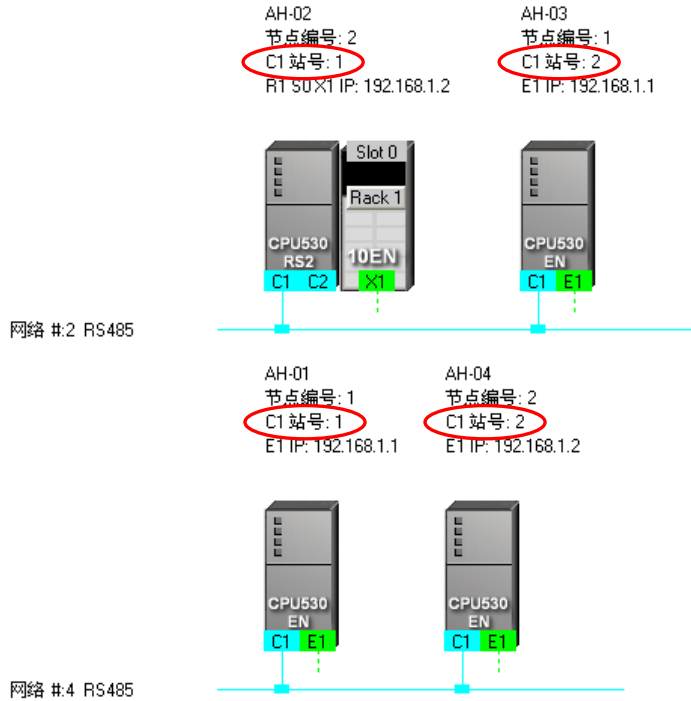 AH-02
节点编号: 2
C1 站号: 1
R1 S0 X1 IP: 192.168.1.2
AH-03
节点编号: 1
C1 站号: 2
E1 IP: 192.168.1.1
Slot 0
Rack 1
CPU530
RS2
10EN
C1 C2
X1
CPU530
EN
C1 E1
网络 #:2 RS485
AH-01
节点编号: 1
C1 站号: 1
E1 IP: 192.168.1.1
AH-04
节点编号: 2
C1 站号: 2
E1 IP: 192.168.1.2
CPU530
EN
C1 E1
CPU530
EN
C1 E1
网络 #:4 RS485